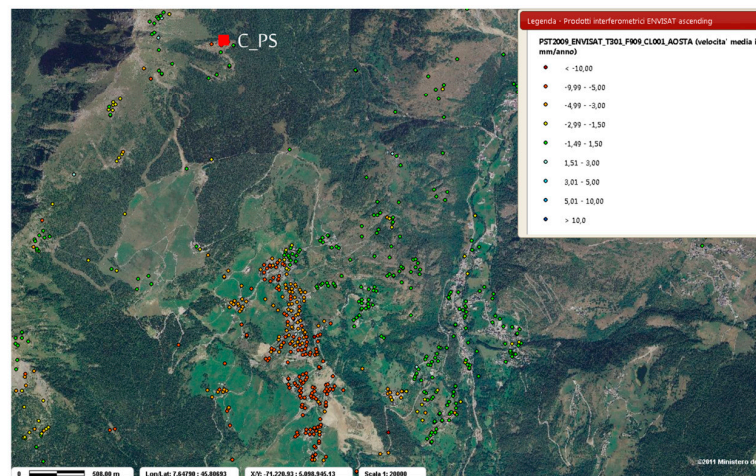 C_PS
Legenda - Prodotti interferometrici ENVISAT ascending
PST2009_ENVISAT_T301_F909_CL001_AOSTA (velocita' media i
mm/anno)
< -10,00
-9,99 - -5,00
-4,99 - -3,00
-2,99 - -1,50
-1,49 - 1,50
1,51 - 3,00
3,01 - 5,00
5,01 - 10,00
> 10,0
©2011 Ministero
0 500.00 m
Lon/Lat: 7.64790 ; 45.80693
X/Y: -71,220.93 ; 5,098,945.13
Scala 1: 20000